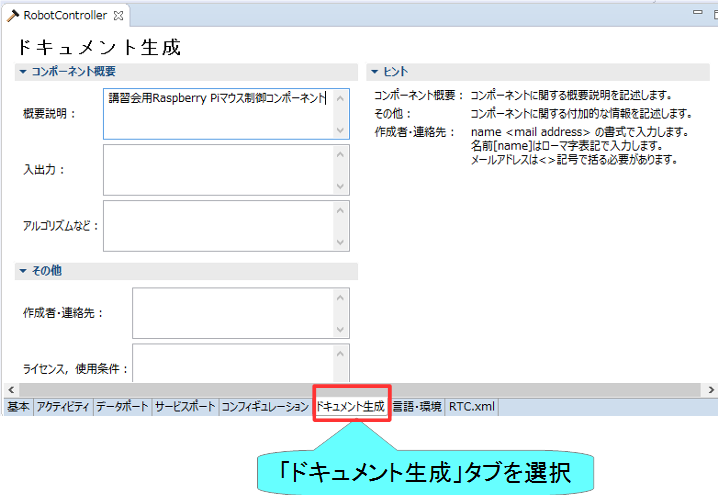 RobotController
ドキュメント生成
コンポーネント概要
概要説明：
講習会用Raspberry Piマウス制御コンポーネント
入出力：
アルゴリズムなど：
その他
作成者・連絡先：
ライセンス，使用条件：
ヒント
コンポーネント概要： コンポーネントに関する概要説明を記述します。
その他： コンポーネントに関する付加的な情報を記述します。
作成者・連絡先： name <mail address> の書式で入力します。
名前[name]はローマ字表記で入力します。
メールアドレスは<>記号で括る必要があります。
基本 アクティビティ データポート サービスポート コンフィギュレーション ドキュメント生成 言語・環境 RTC.xml
「ドキュメント生成」タブを選択